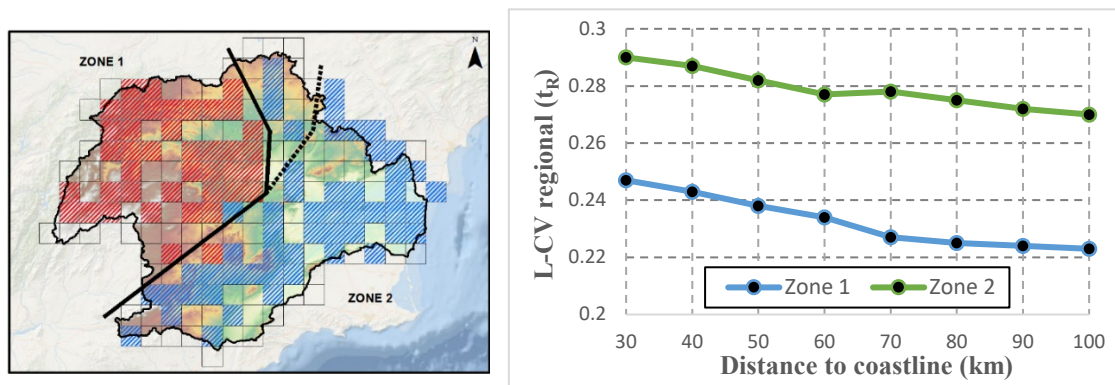 N
ZONE 1
ZONE 2
L-CV regional (tR)
0.3
0.28
0.26
0.24
0.22
0.2
Zone 1
Zone 2
30 40 50 60 70 80 90 100
Distance to coastline (km)